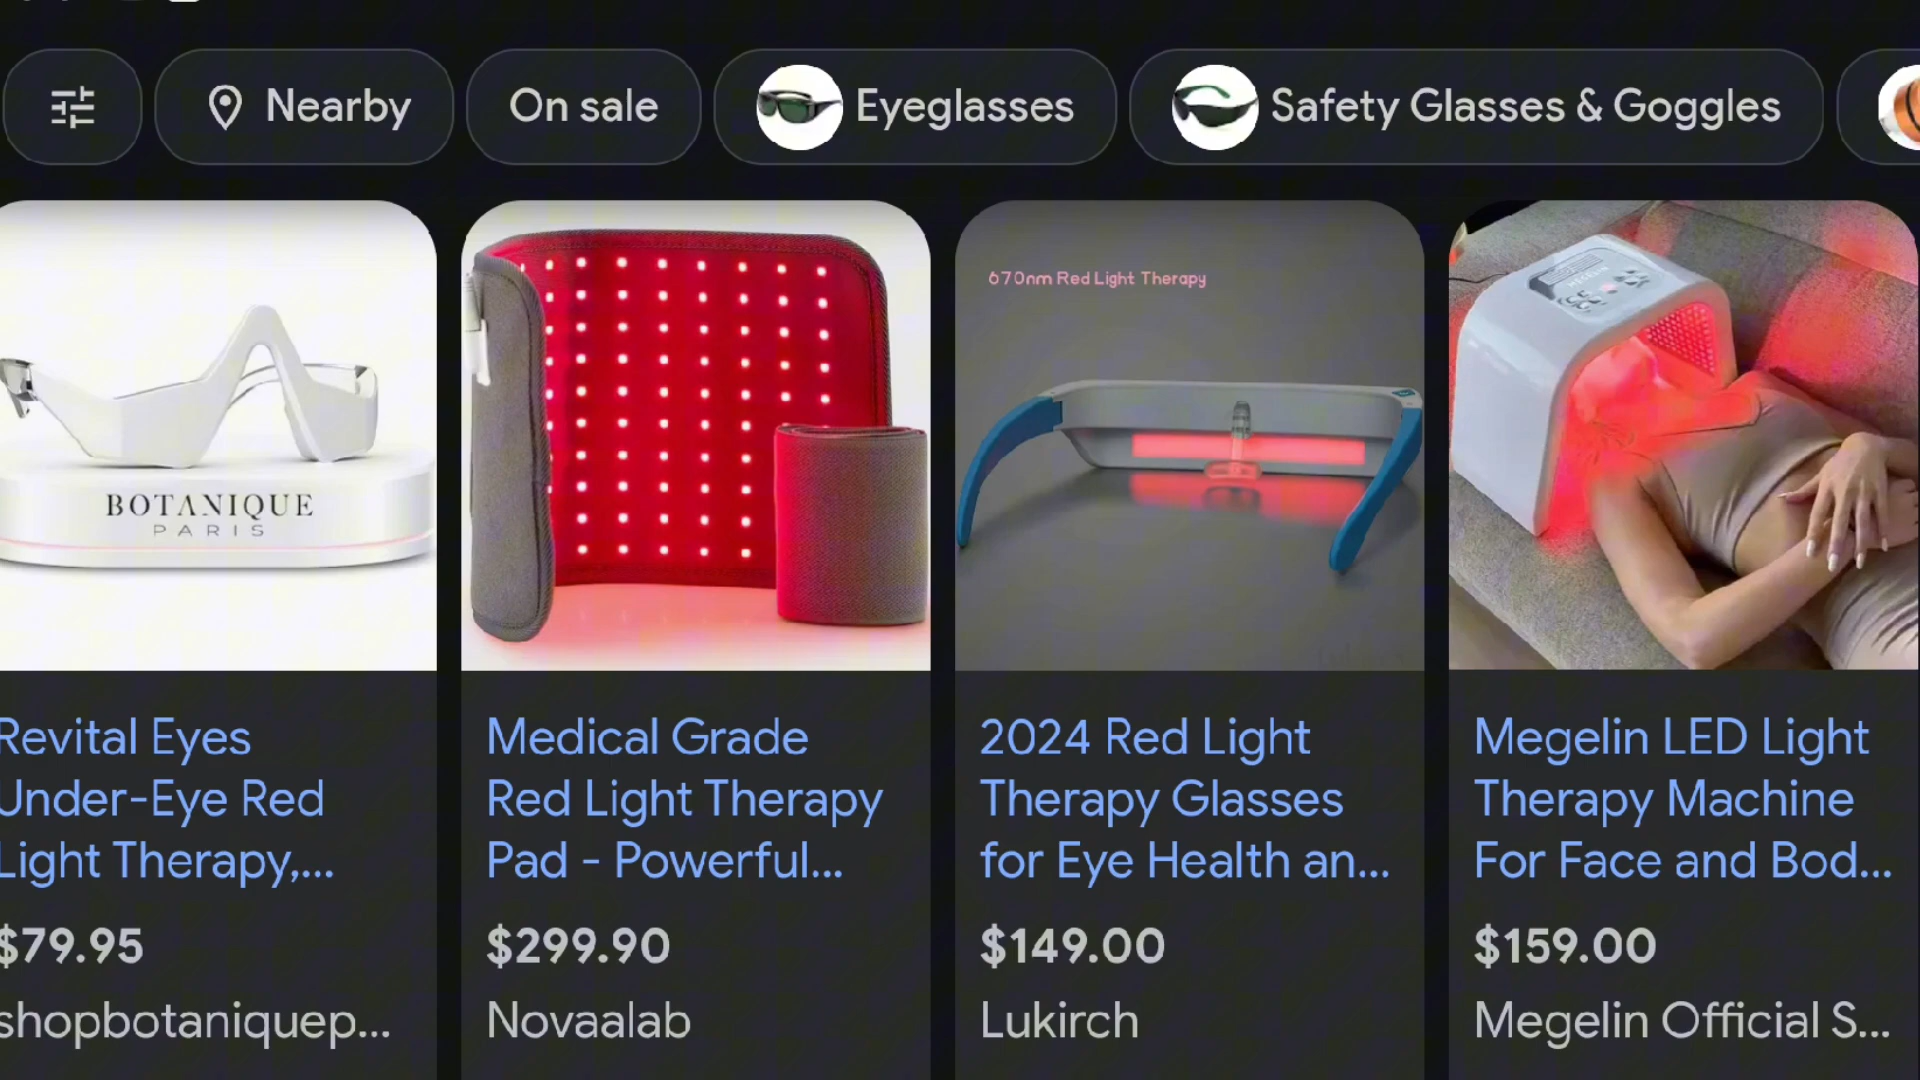 Nearby
On sale
Eyeglasses
Safety Glasses & Goggles
BOTANIQUE
PARIS
Revital Eyes
Under-Eye Red
Light Therapy,...
$79.95
shopbotaniquep...
Medical Grade
Red Light Therapy
Pad - Powerful...
$299.90
Novaalab
670nm Red Light Therapy
2024 Red Light
Therapy Glasses
for Eye Health an...
$149.00
Lukirch
Megelin LED Light
Therapy Machine
For Face and Bod...
$159.00
Megelin Official S...